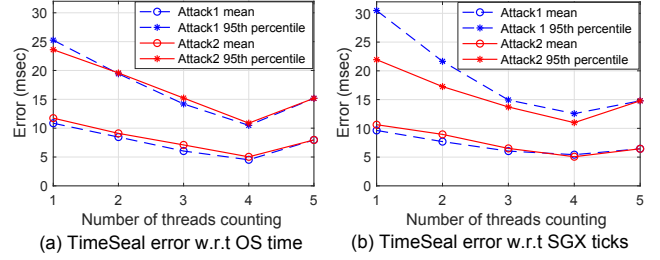 30
25
20
15
10
5
0
Error (msec)
Attack1 mean
Attack1 95th percentile
Attack2 mean
Attack2 95th percentile
1 2 3 4 5
Number of threads counting
(a) TimeSeal error w.r.t OS time
30
25
20
15
10
5
0
Error (msec)
Attack1 mean
Attack 1 95th percentile
Attack2 mean
Attack2 95th percentile
1 2 3 4 5
Number of threads counting
(b) TimeSeal error w.r.t SGX ticks